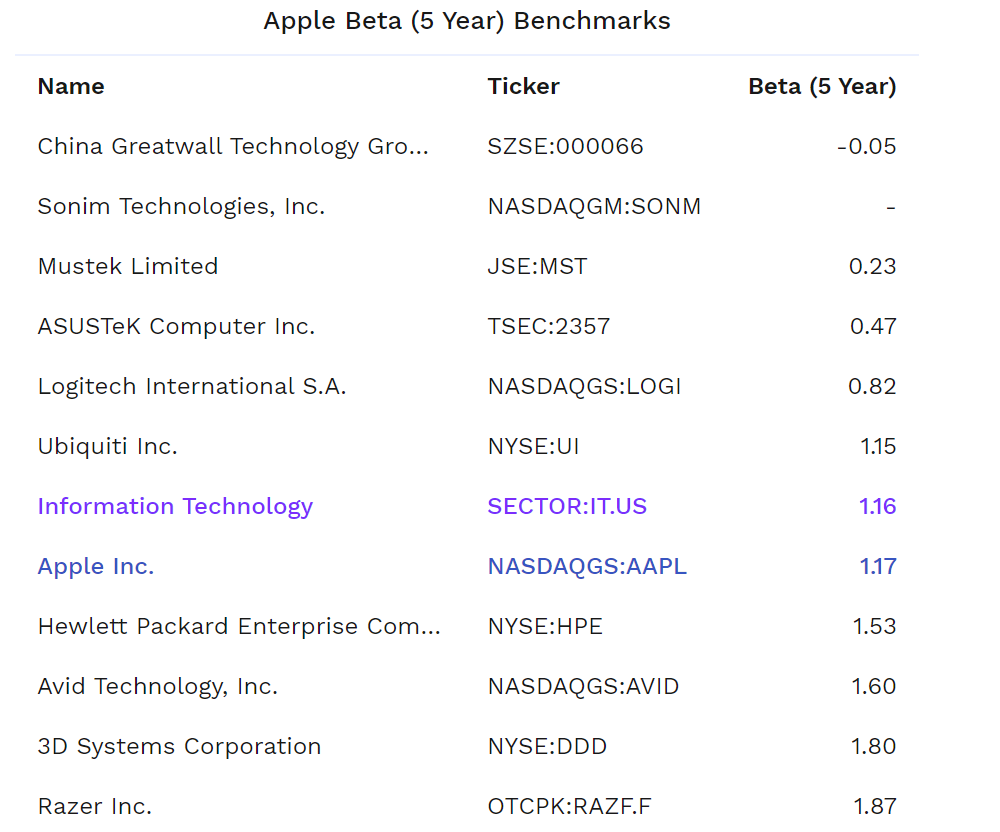 Apple Beta (5 Year) Benchmarks
Name Ticker Beta (5 Year)
China Greatwall Technology Gro... SZSE:000066 -0.05
Sonim Technologies, Inc. NASDAQGM:SONM -
Mustek Limited JSE:MST 0.23
ASUSTeK Computer Inc. TSEC:2357 0.47
Logitech International S.A. NASDAQGS:LOGI 0.82
Ubiquiti Inc. NYSE:UI 1.15
Information Technology SECTOR:IT.US 1.16
Apple Inc. NASDAQGS:AAPL 1.17
Hewlett Packard Enterprise Com... NYSE:HPE 1.53
Avid Technology, Inc. NASDAQGS:AVID 1.60
3D Systems Corporation NYSE:DDD 1.80
Razer Inc. OTCPK:RAZF.F 1.87